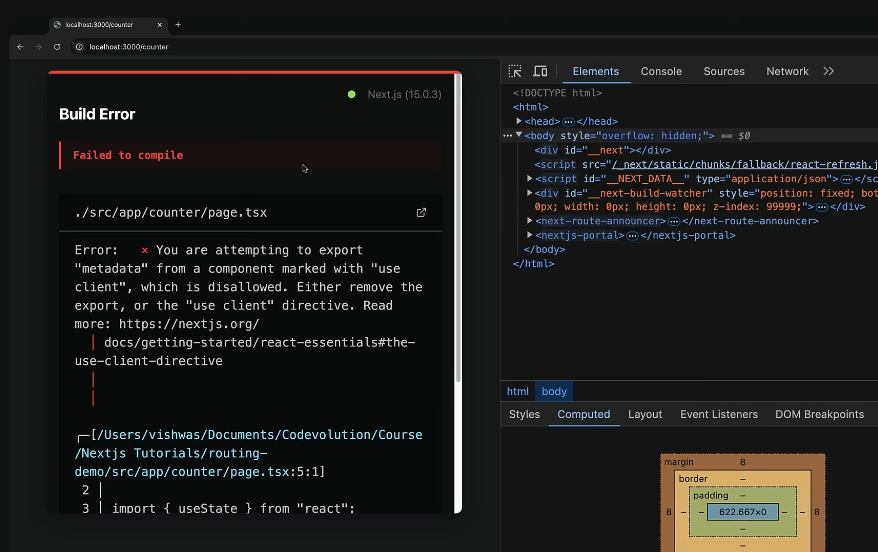 localhost:3000/counter
localhost:3000/counter
Next.js (15.0.3)
Build Error
Failed to compile
./src/app/counter/page.tsx
Error:   × You are attempting to export
"metadata" from a component marked with "use
client", which is disallowed. Either remove the
export, or the "use client" directive. Read
more: https://nextjs.org/
| docs/getting-started/react-essentials#the-
use-client-directive
|
|
╭─[/Users/vishwas/Documents/Codevolution/Course
/Nextjs Tutorials/routing-
demo/src/app/counter/page.tsx:5:1]
2 |
3 | import { useState } from "react";
Elements Console Sources Network
<!DOCTYPE html>
<html>
<head>…</head>
<body style="overflow: hidden;"> == $0
<div id="__next"></div>
<script src="/_next/static/chunks/fallback/react-refresh.j
<script id="__NEXT_DATA__" type="application/json">…</sc
<div id="__next-build-watcher" style="position: fixed; bot
0px; width: 0px; height: 0px; z-index: 99999;">…</div>
<next-route-announcer>…</next-route-announcer>
<nextjs-portal>…</nextjs-portal>
</body>
</html>
html body
Styles Computed Layout Event Listeners DOM Breakpoints
margin 8
border –
padding –
8 – – 622.667×0 – – 8
–
–